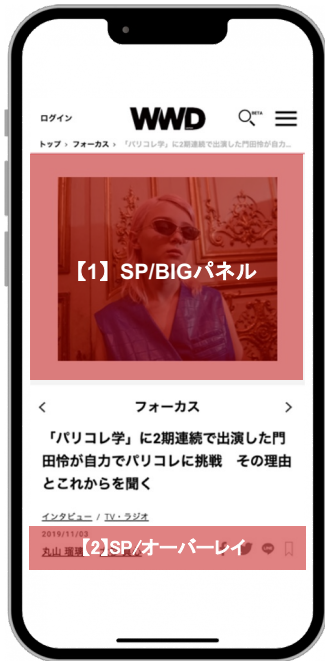 ログイン
WWD
BETA
トップ › フォーカス › 「パリコレ学」に2期連続で出演した門田怜が自力...
【1】SP/BIGパネル
フォーカス
「パリコレ学」に2期連続で出演した門
田怜が自力でパリコレに挑戦　その理由
とこれからを聞く
インタビュー / TV・ラジオ
2019/11/03
丸山 瑠璃
【2】SP/オーバーレイ